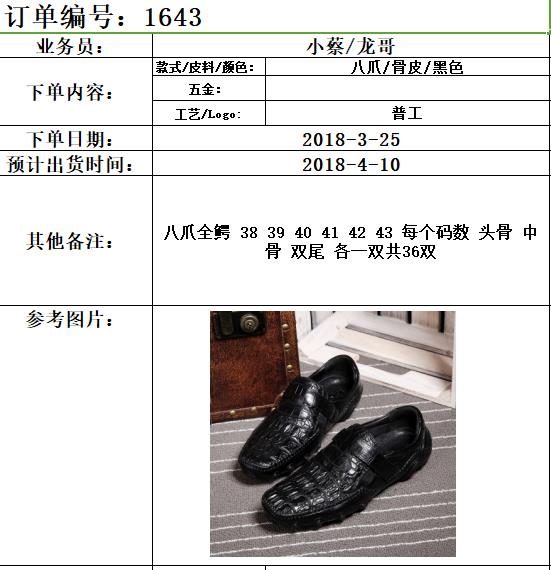 订单编号：1643
业务员： 小蔡/龙哥
下单内容： 款式/皮料/颜色： 八爪/骨皮/黑色
五金：
工艺/Logo： 普工
下单日期： 2018-3-25
预计出货时间： 2018-4-10
其他备注： 八爪全鳄 38 39 40 41 42 43 每个码数 头骨 中
骨 双尾 各一双共36双
参考图片：